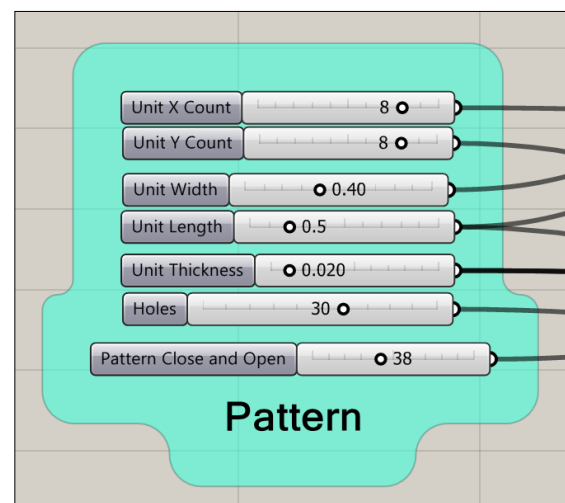 Unit X Count 8
Unit Y Count 8
Unit Width 0.40
Unit Length 0.5
Unit Thickness 0.020
Holes 30
Pattern Close and Open 38
Pattern